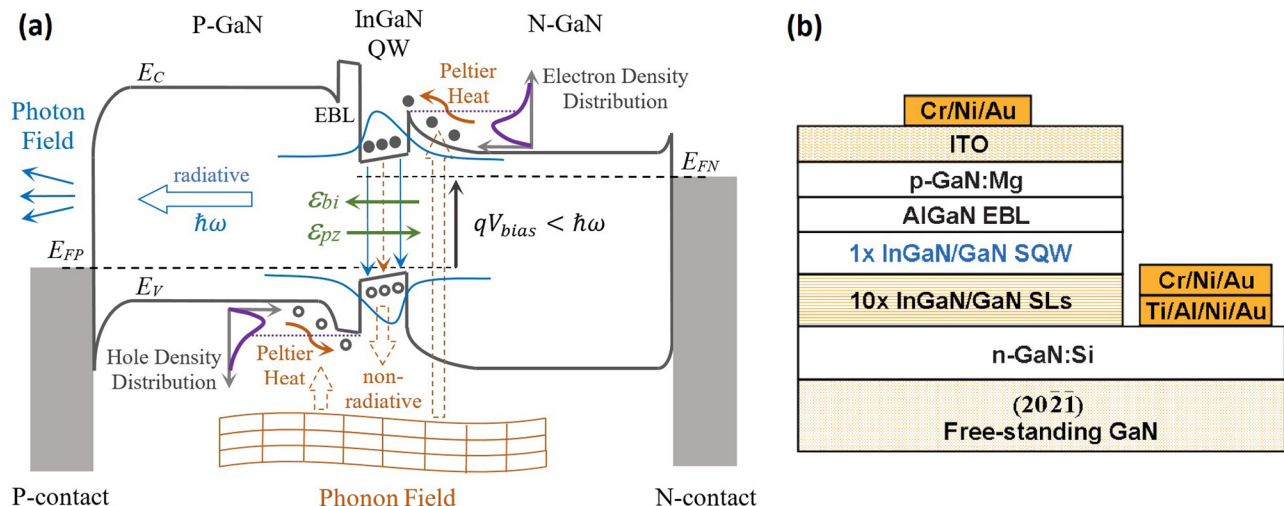 (a)
P-GaN
InGaN
QW
N-GaN
E_C
EBL
Peltier
Heat
Electron Density
Distribution
Photon
Field
radiative
ℏω
ε_bi
ε_pz
qV_bias < ℏω
E_FN
E_FP
E_V
Hole Density
Distribution
Peltier
Heat
non-
radiative
P-contact
Phonon Field
N-contact
(b)
Cr/Ni/Au
ITO
p-GaN:Mg
AlGaN EBL
1x InGaN/GaN SQW
10x InGaN/GaN SLs
Cr/Ni/Au
Ti/Al/Ni/Au
n-GaN:Si
(202̄1̄)
Free-standing GaN